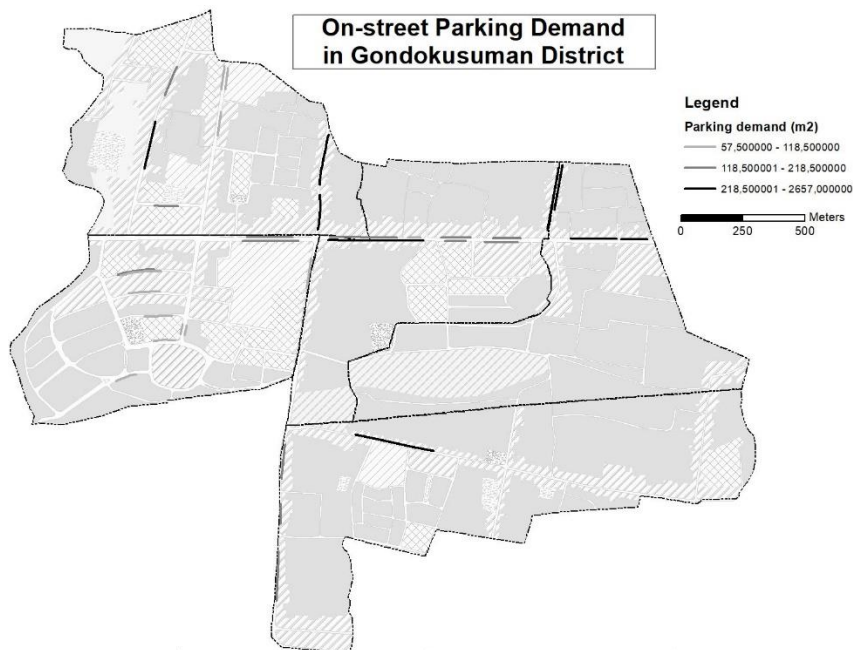 On-street Parking Demand
in Gondokusuman District
Legend
Parking demand (m2)
57,500000 - 118,500000
118,500001 - 218,500000
218,500001 - 2657,000000
Meters
0 250 500